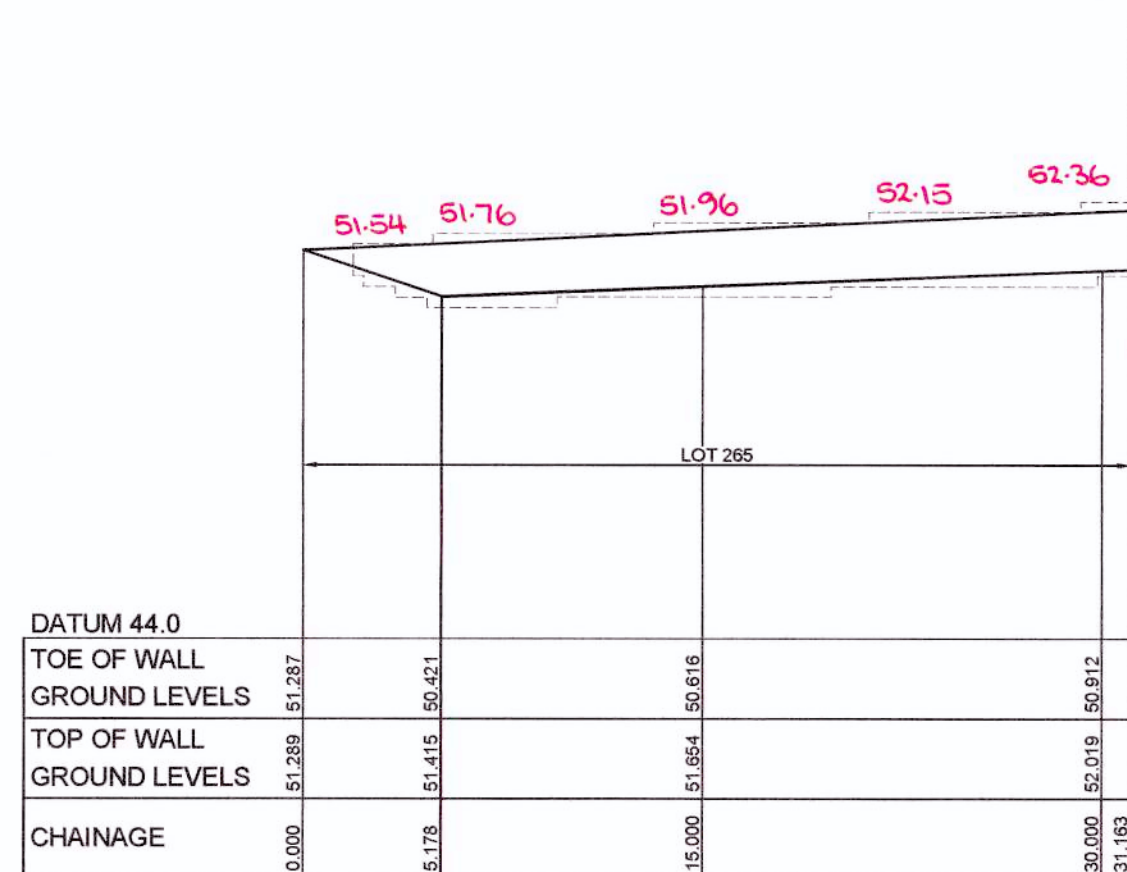 52.36
52.15
51.96
51.76
51.54
LOT 265
DATUM 44.0
TOE OF WALL
GROUND LEVELS
51.287
50.421
50.616
50.912
TOP OF WALL
GROUND LEVELS
51.289
51.415
51.654
52.019
CHAINAGE
0.000
5.178
15.000
30.000
31.163